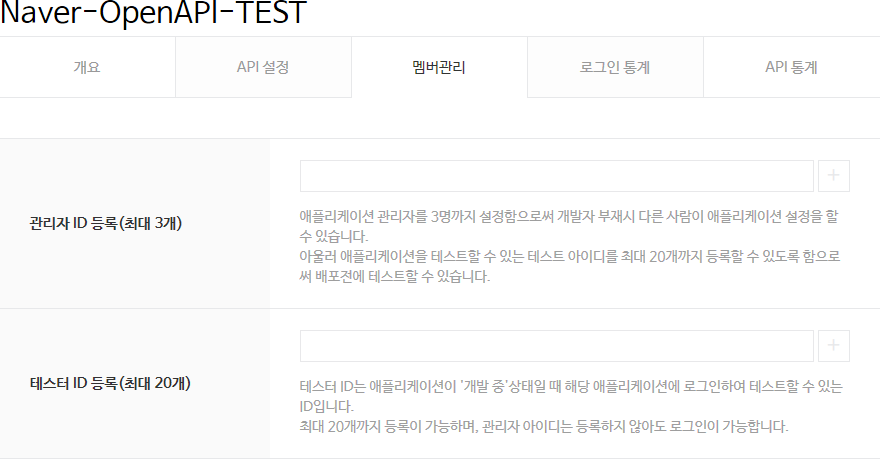 Naver-OpenAPI-TEST
개요
API 설정
멤버관리
로그인 통계
API 통계
관리자 ID 등록(최대 3개)
애플리케이션 관리자를 3명까지 설정함으로써 개발자 부재시 다른 사람이 애플리케이션 설정을 할
수 있습니다.
아울러 애플리케이션을 테스트할 수 있는 테스트 아이디를 최대 20개까지 등록할 수 있도록 함으로
써 배포전에 테스트할 수 있습니다.
테스터 ID 등록(최대 20개)
테스터 ID는 애플리케이션이 '개발 중'상태일 때 해당 애플리케이션에 로그인하여 테스트할 수 있는
ID입니다.
최대 20개까지 등록이 가능하며, 관리자 아이디는 등록하지 않아도 로그인이 가능합니다.